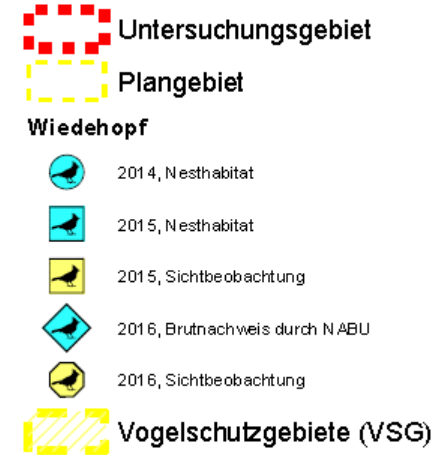 Untersuchungsgebiet
Plangebiet
Wiedehopf
2014, Nesthabitat
2015, Nesthabitat
2015, Sichtbeobachtung
2016, Brutnachweis durch NABU
2016, Sichtbeobachtung
Vogelschutzgebiete (VSG)